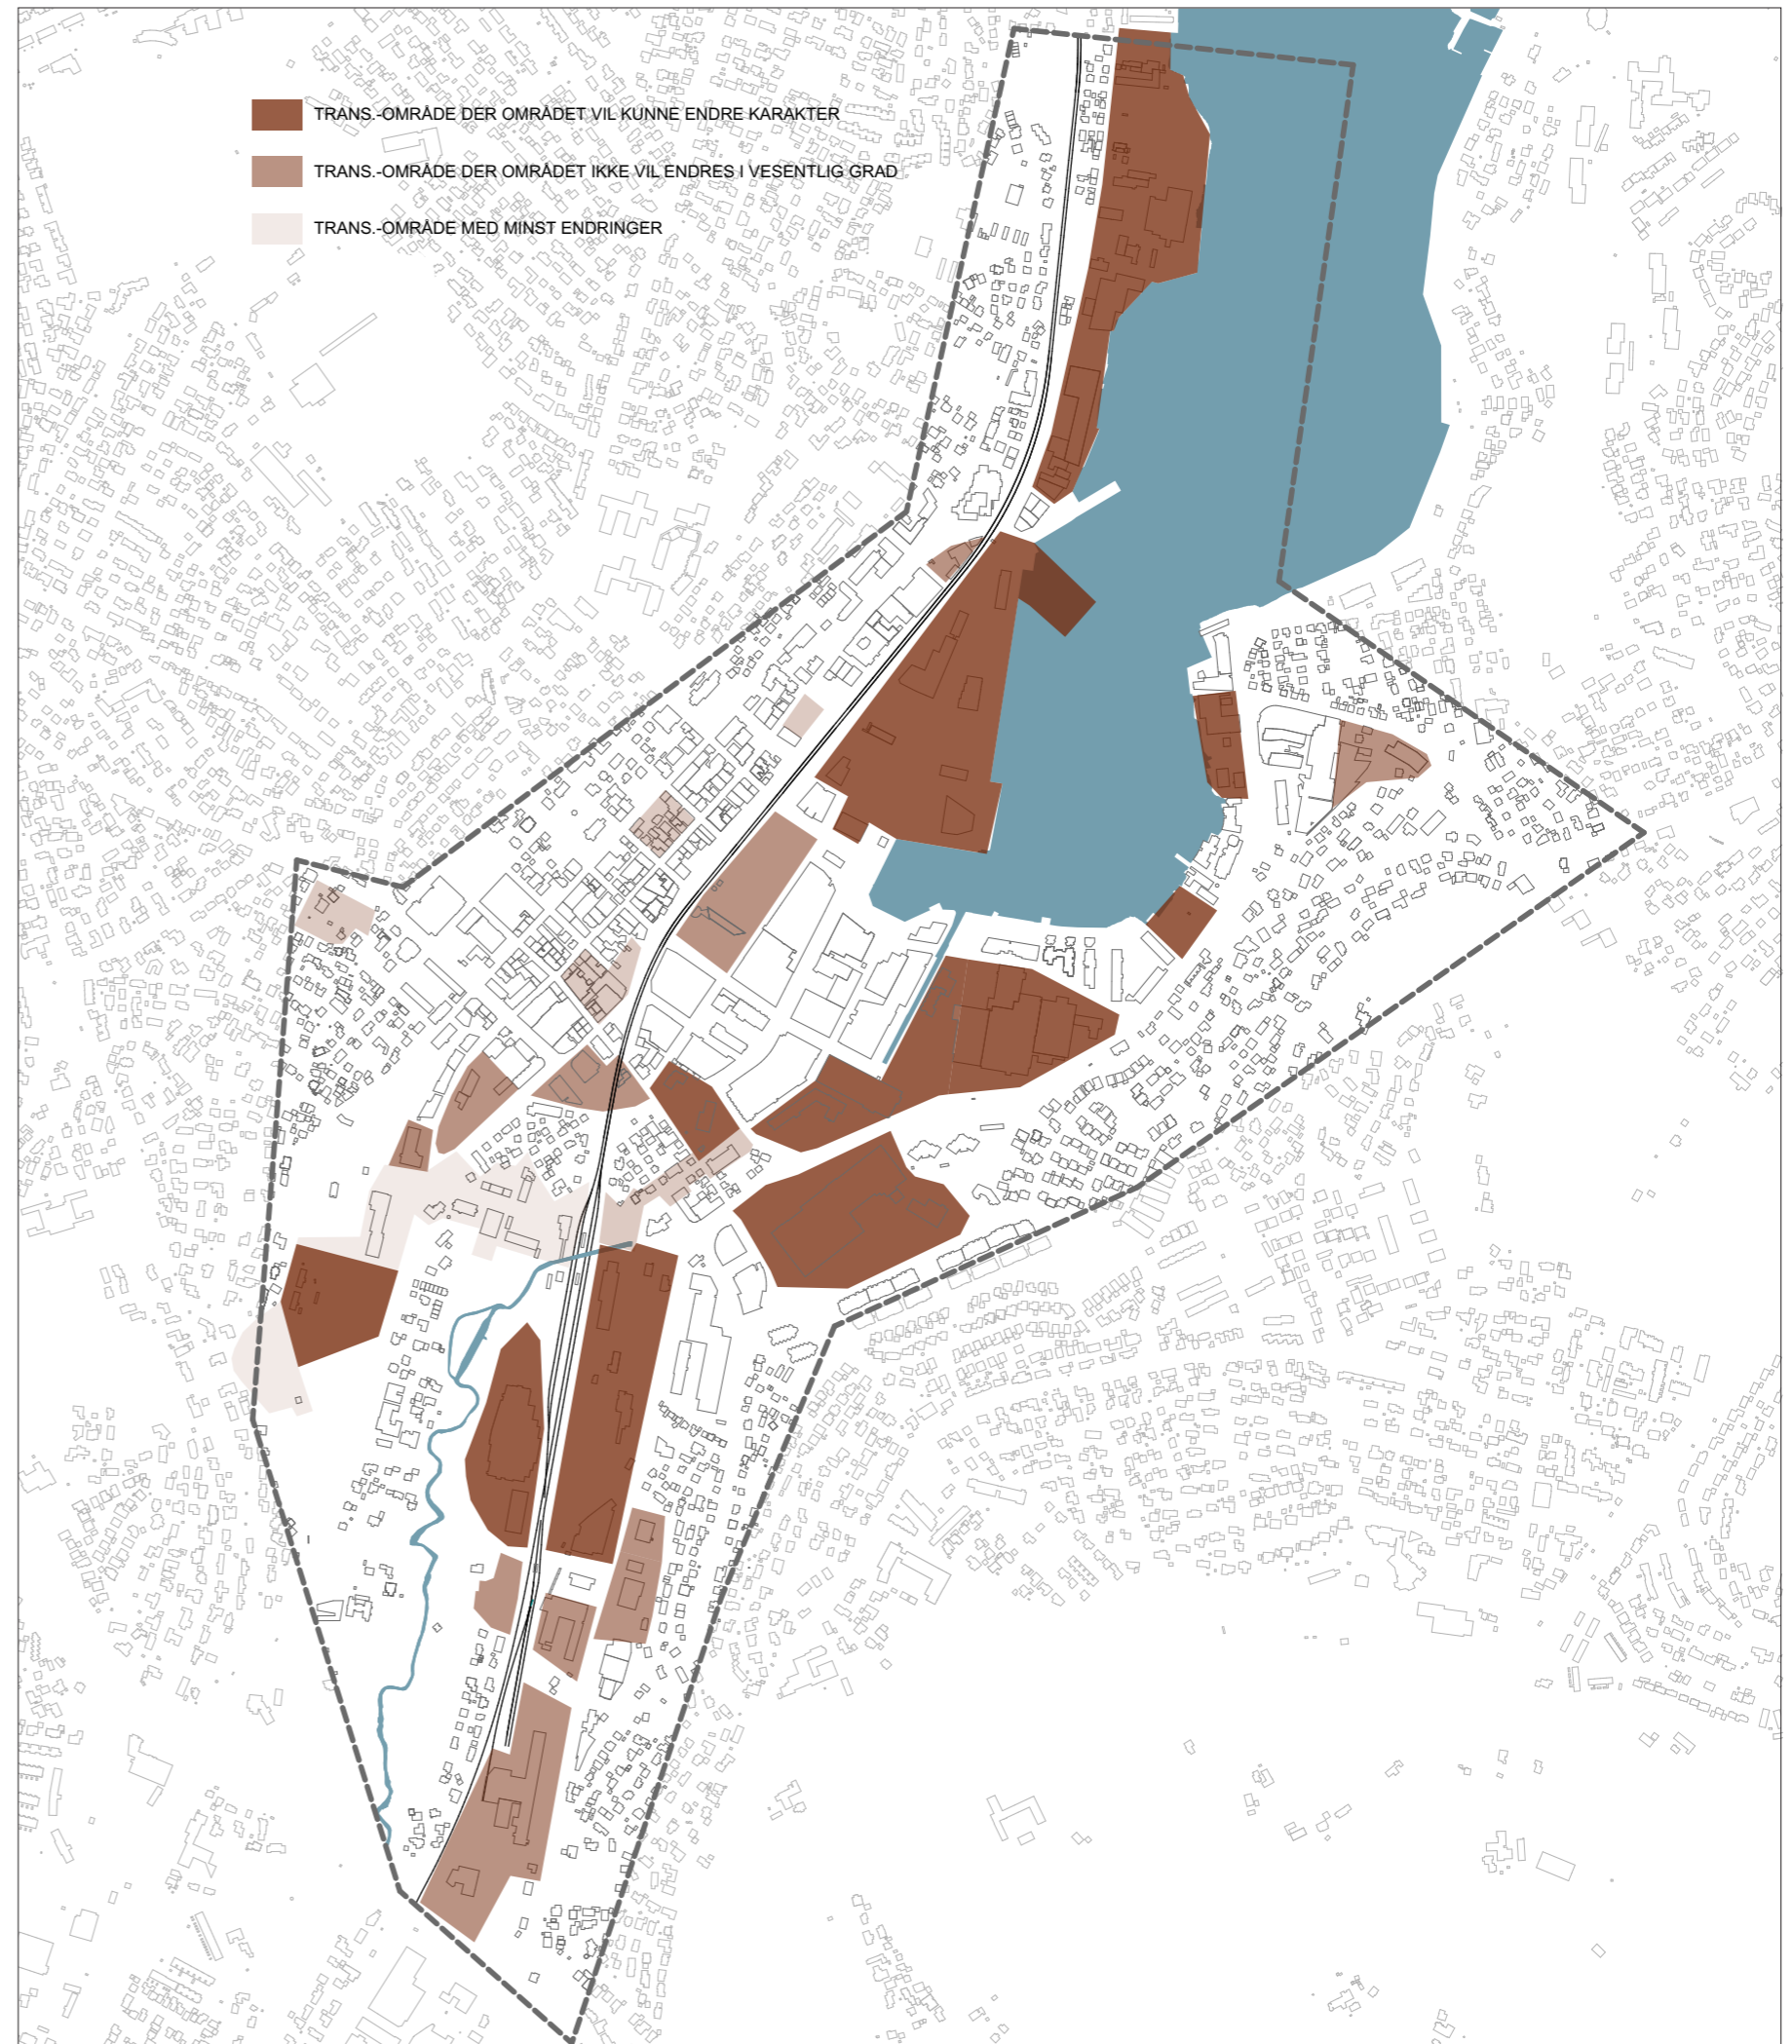 TRANS.-OMRÅDE DER OMRÅDET VIL KUNNE ENDRE KARAKTER
TRANS.-OMRÅDE DER OMRÅDET IKKE VIL ENDRES I VESENTLIG GRAD
TRANS.-OMRÅDE MED MINST ENDRINGER